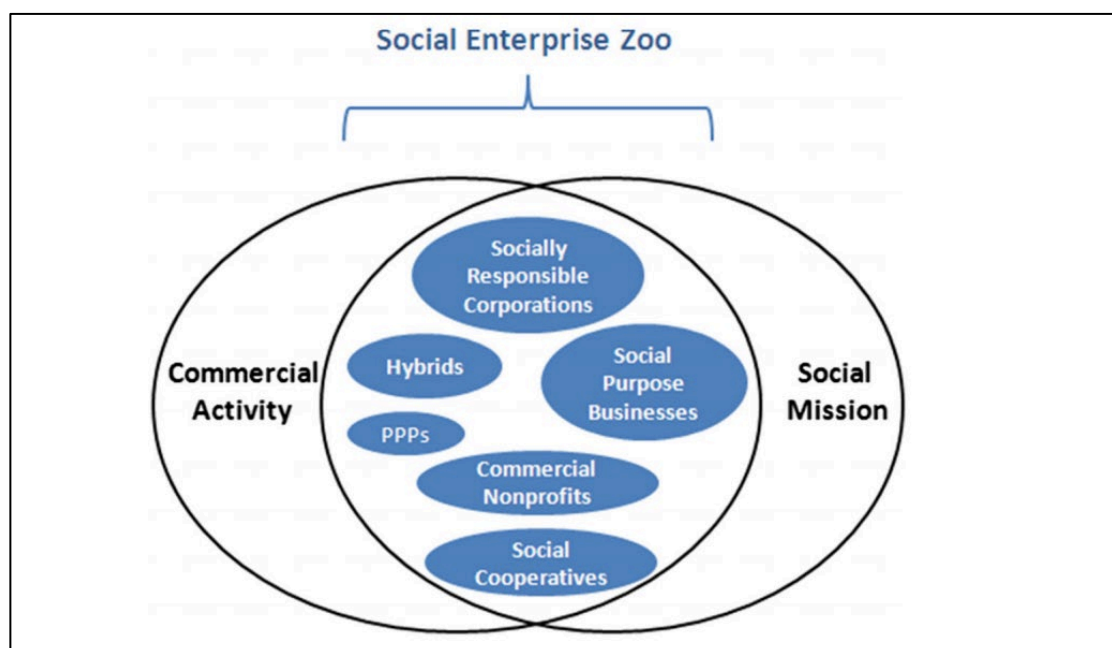 Social Enterprise Zoo
Socially
Responsible
Corporations
Hybrids
Social
Purpose
Businesses
Commercial
Activity
Social
Mission
PPPs
Commercial
Nonprofits
Social
Cooperatives